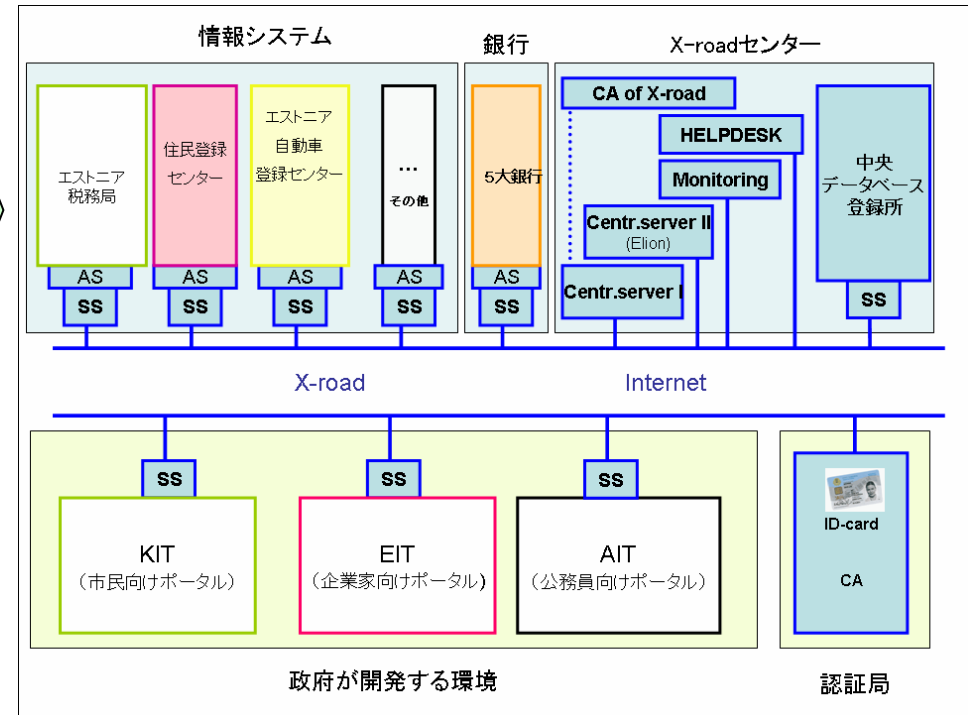 情報システム
銀行
X-roadセンター
エストニア
税務局
住民登録
センター
エストニア
自動車
登録センター
…
その他
5大銀行
CA of X-road
HELPDESK
Monitoring
Centr.server II
(Elion)
Centr.server I
中央
データベース
登録所
AS
SS
AS
SS
AS
SS
AS
SS
AS
SS
SS
X-road
Internet
SS
SS
SS
KIT
（市民向けポータル）
EIT
（企業家向けポータル）
AIT
（公務員向けポータル）
ID-card
CA
政府が開発する環境
認証局